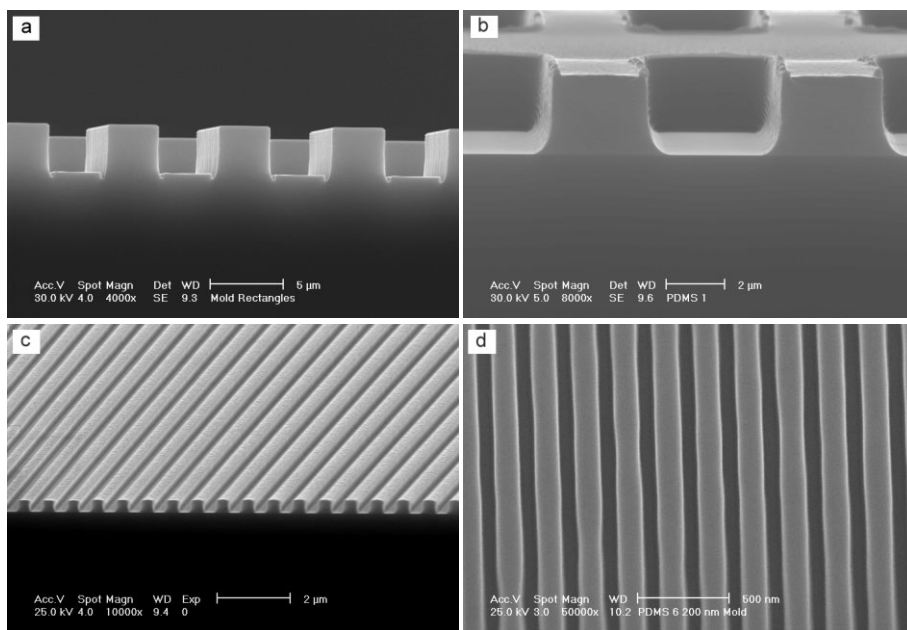 a
Acc.V Spot Magn Det WD 5 µm
30.0 kV 4.0 4000x SE 9.3 Mold Rectangles
b
Acc.V Spot Magn Det WD 2 µm
30.0 kV 5.0 8000x SE 9.6 PDMS 1
c
Acc.V Spot Magn WD Exp 2 µm
25.0 kV 4.0 10000x 9.4 0
d
Acc.V Spot Magn WD 500 nm
25.0 kV 3.0 50000x 10.2 PDMS 6 200 nm Mold